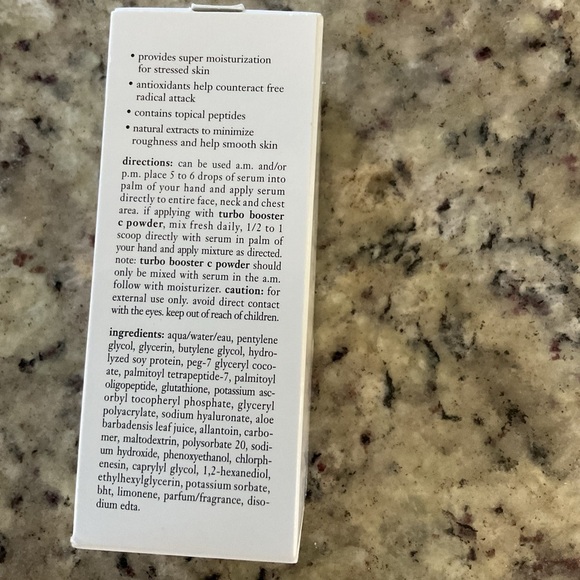 • provides super moisturization
for stressed skin
• antioxidants help counteract free
radical attack
• contains topical peptides
• natural extracts to minimize
roughness and help smooth skin
directions: can be used a.m. and/or
p.m. place 5 to 6 drops of serum into
palm of your hand and apply serum
directly to entire face, neck and chest
area. if applying with turbo booster
c powder, mix fresh daily, 1/2 to 1
scoop directly with serum in palm of
your hand and apply mixture as directed.
note: turbo booster c powder should
only be mixed with serum in the a.m.
follow with moisturizer. caution: for
external use only. avoid direct contact
with the eyes. keep out of reach of children.
ingredients: aqua/water/eau, pentylene
glycol, glycerin, butylene glycol, hydro-
lyzed soy protein, peg-7 glyceryl coco-
ate, palmitoyl tetrapeptide-7, palmitoyl
oligopeptide, glutathione, potassium asc-
orbyl tocopheryl phosphate, glyceryl
polyacrylate, sodium hyaluronate, aloe
barbadensis leaf juice, allantoin, carbo-
mer, maltodextrin, polysorbate 20, sodi-
um hydroxide, phenoxyethanol, chlorph-
enesin, caprylyl glycol, 1,2-hexanediol,
ethylhexylglycerin, potassium sorbate,
bht, limonene, parfum/fragrance, diso-
dium edta.